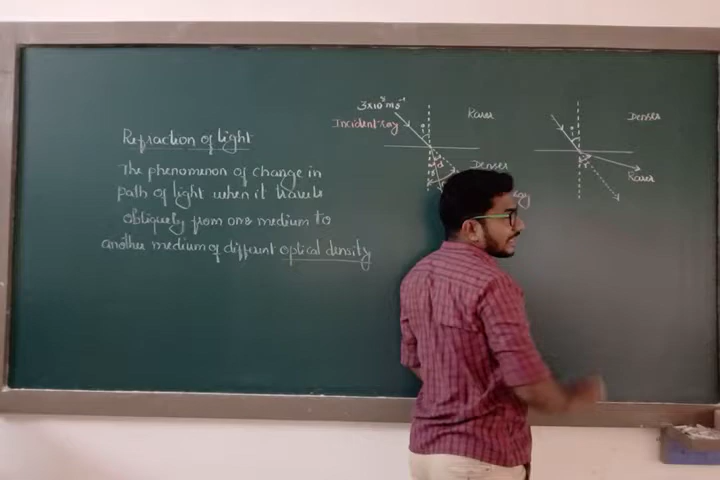 Refraction of light
The phenomenon of change in
path of light when it travels
obliquely from one medium to
another medium of different optical density
3x10⁸ms⁻¹
Incident ray
i
Rarer
d
Denser
ray
i
Denser
r
Rarer